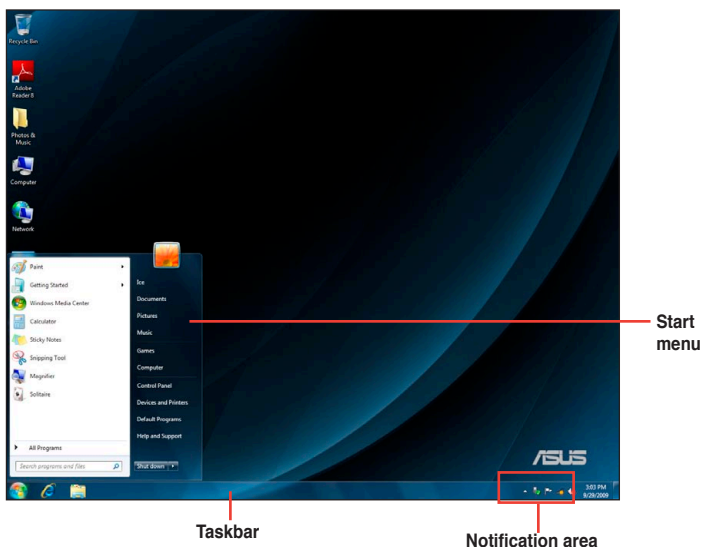 Recycle Bin
Adobe
Reader 8
Photos &
Music
Computer
Network
Paint
Getting Started
Windows Media Center
Calculator
Sticky Notes
Snipping Tool
Magnifier
Solitaire
All Programs
Search programs and files
Ice
Documents
Pictures
Music
Games
Computer
Control Panel
Devices and Printers
Default Programs
Help and Support
Shut down
Start
menu
ASUS
3:03 PM
9/29/2009
Taskbar
Notification area